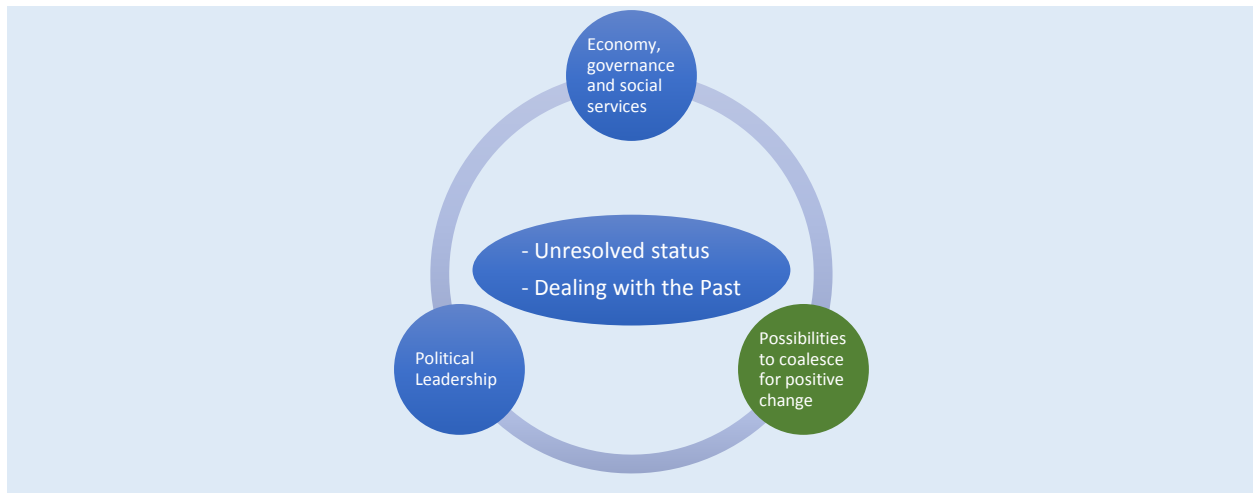 Economy,
governance
and social
services
- Unresolved status
- Dealing with the Past
Political
Leadership
Possibilities
to coalesce
for positive
change